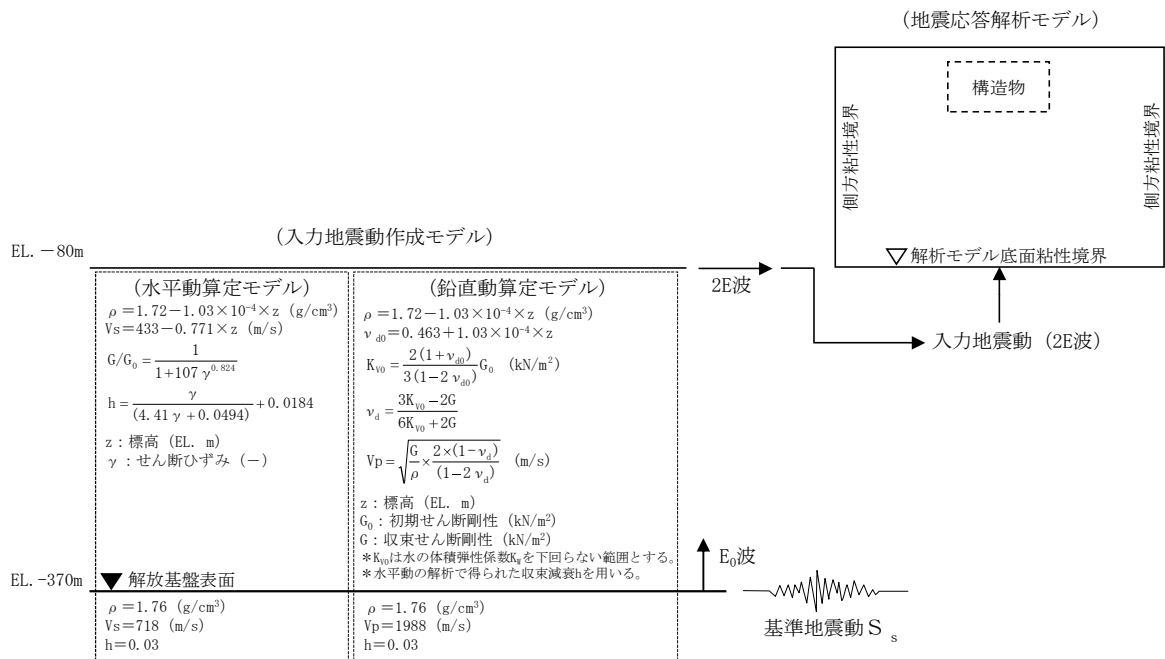 (地震応答解析モデル)
構造物
側方粘性境界
側方粘性境界
▽解析モデル底面粘性境界
(入力地震動作成モデル)
EL. -80m
2E波
入力地震動 (2E波)
(水平動算定モデル)
ρ=1.72-1.03×10⁻⁴×z (g/cm³)
Vs=433-0.771×z (m/s)
G/G₀=1/(1+107 γ^0.824)
h=γ/(4.41 γ+0.0494)+0.0184
z:標高 (EL. m)
γ:せん断ひずみ (-)
(鉛直動算定モデル)
ρ=1.72-1.03×10⁻⁴×z (g/cm³)
ν_d0=0.463+1.03×10⁻⁴×z
K_V0=2(1+ν_d0)/3(1-2ν_d0) G₀ (kN/m²)
ν_d=(3K_V0-2G)/(6K_V0+2G)
Vp=√(G/ρ×2×(1-ν_d)/(1-2ν_d)) (m/s)
z:標高 (EL. m)
G₀:初期せん断剛性 (kN/m²)
G:収束せん断剛性 (kN/m²)
*K_V0は水の体積弾性係数K_Wを下回らない範囲とする。
*水平動の解析で得られた収束減衰hを用いる。
E₀波
EL.-370m
▼解放基盤表面
ρ=1.76 (g/cm³)
Vs=718 (m/s)
h=0.03
ρ=1.76 (g/cm³)
Vp=1988 (m/s)
h=0.03
基準地震動Ss